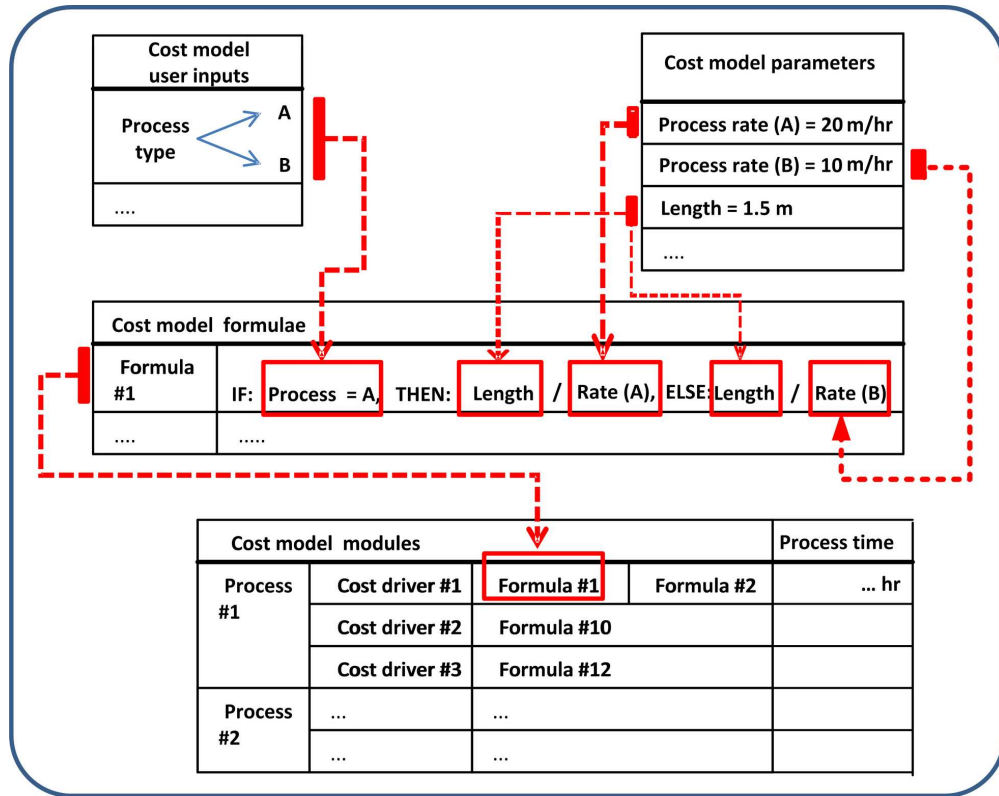 Cost model
user inputs
Process
type
A
B
....
Cost model parameters
Process rate (A) = 20 m/hr
Process rate (B) = 10 m/hr
Length = 1.5 m
....
Cost model formulae
Formula
#1
IF: Process = A, THEN: Length / Rate (A), ELSE: Length / Rate (B)
.... .....
Cost model modules Process time
Process
#1
Cost driver #1 Formula #1 Formula #2 ... hr
Cost driver #2 Formula #10
Cost driver #3 Formula #12
Process
#2
... ...
... ...